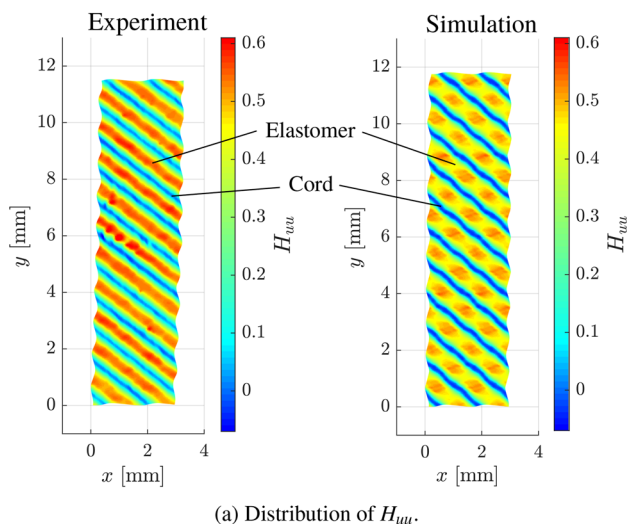 Experiment
Simulation
12
10
8
6
4
2
0
y [mm]
0 2 4
x [mm]
0.6
0.5
0.4
0.3
0.2
0.1
0
H_uu
Elastomer
Cord
12
10
8
6
4
2
0
y [mm]
0 2 4
x [mm]
0.6
0.5
0.4
0.3
0.2
0.1
0
H_uu
(a) Distribution of H_uu.